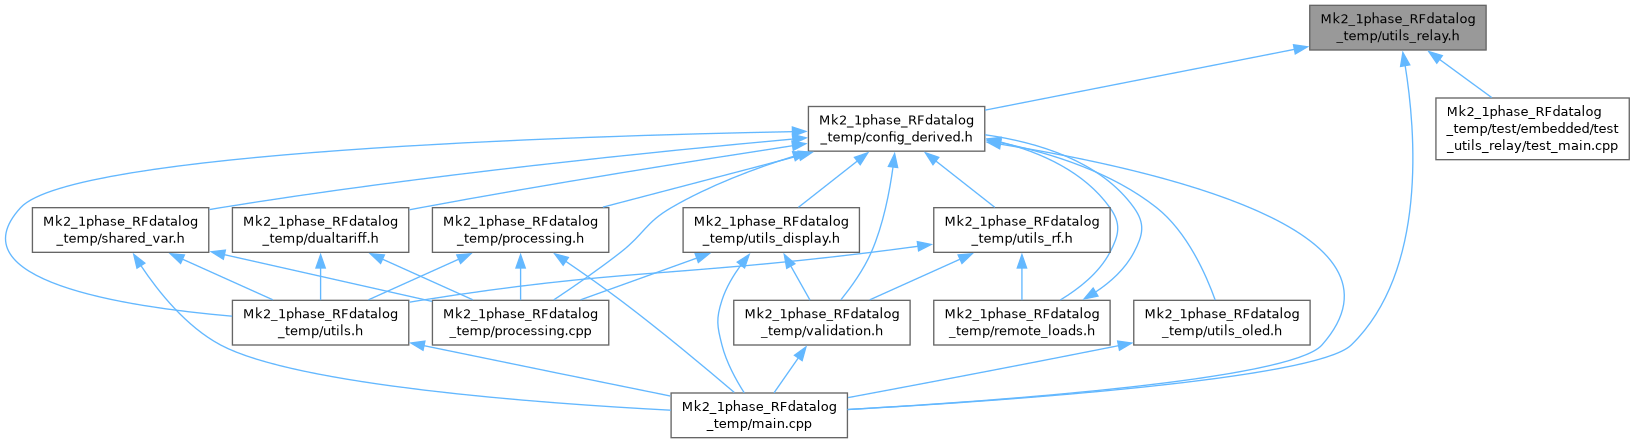 Mk2_1phase_RFdatalog
_temp/utils_relay.h
Mk2_1phase_RFdatalog
_temp/config_derived.h
Mk2_1phase_RFdatalog
_temp/test/embedded/test
_utils_relay/test_main.cpp
Mk2_1phase_RFdatalog
_temp/shared_var.h
Mk2_1phase_RFdatalog
_temp/dualtariff.h
Mk2_1phase_RFdatalog
_temp/processing.h
Mk2_1phase_RFdatalog
_temp/utils_display.h
Mk2_1phase_RFdatalog
_temp/utils_rf.h
Mk2_1phase_RFdatalog
_temp/utils.h
Mk2_1phase_RFdatalog
_temp/processing.cpp
Mk2_1phase_RFdatalog
_temp/validation.h
Mk2_1phase_RFdatalog
_temp/remote_loads.h
Mk2_1phase_RFdatalog
_temp/utils_oled.h
Mk2_1phase_RFdatalog
_temp/main.cpp